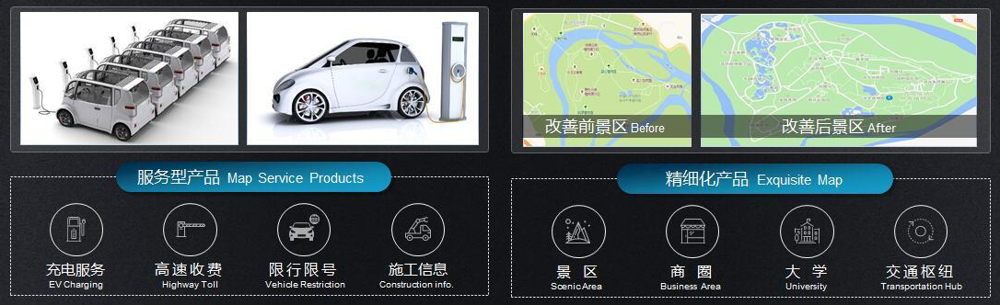 改善前景区 Before
改善后景区 After
服务型产品 Map Service Products
充电服务
EV Charging
高速收费
Highway Toll
限行限号
Vehicle Restriction
施工信息
Construction info.
精细化产品 Exquisite Map
景 区
Scenic Area
商 圈
Business Area
大 学
University
交通枢纽
Transportation Hub